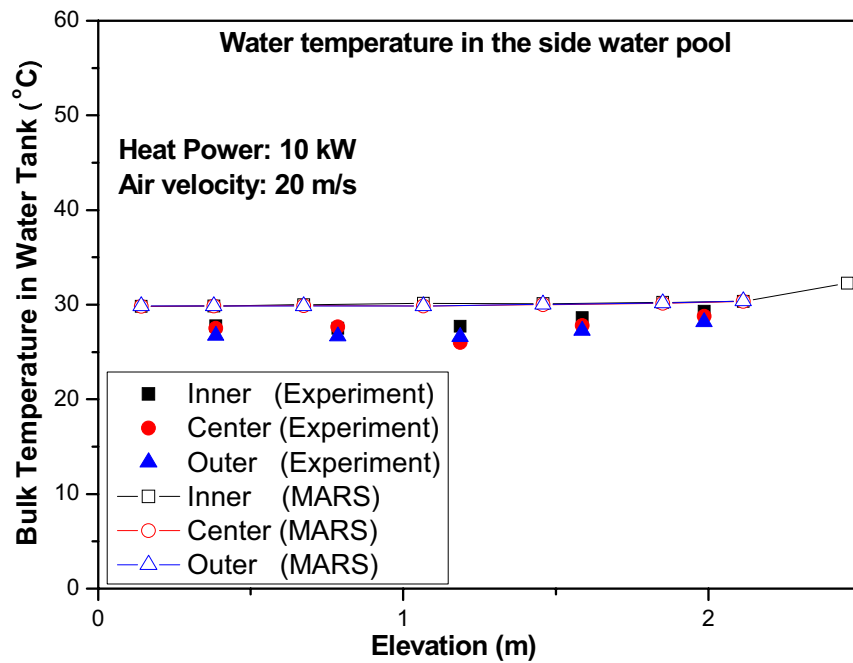 Water temperature in the side water pool
Heat Power: 10 kW
Air velocity: 20 m/s
Bulk Temperature in Water Tank (°C)
60
50
40
30
20
10
0
Inner (Experiment)
Center (Experiment)
Outer (Experiment)
Inner (MARS)
Center (MARS)
Outer (MARS)
0
1
2
Elevation (m)